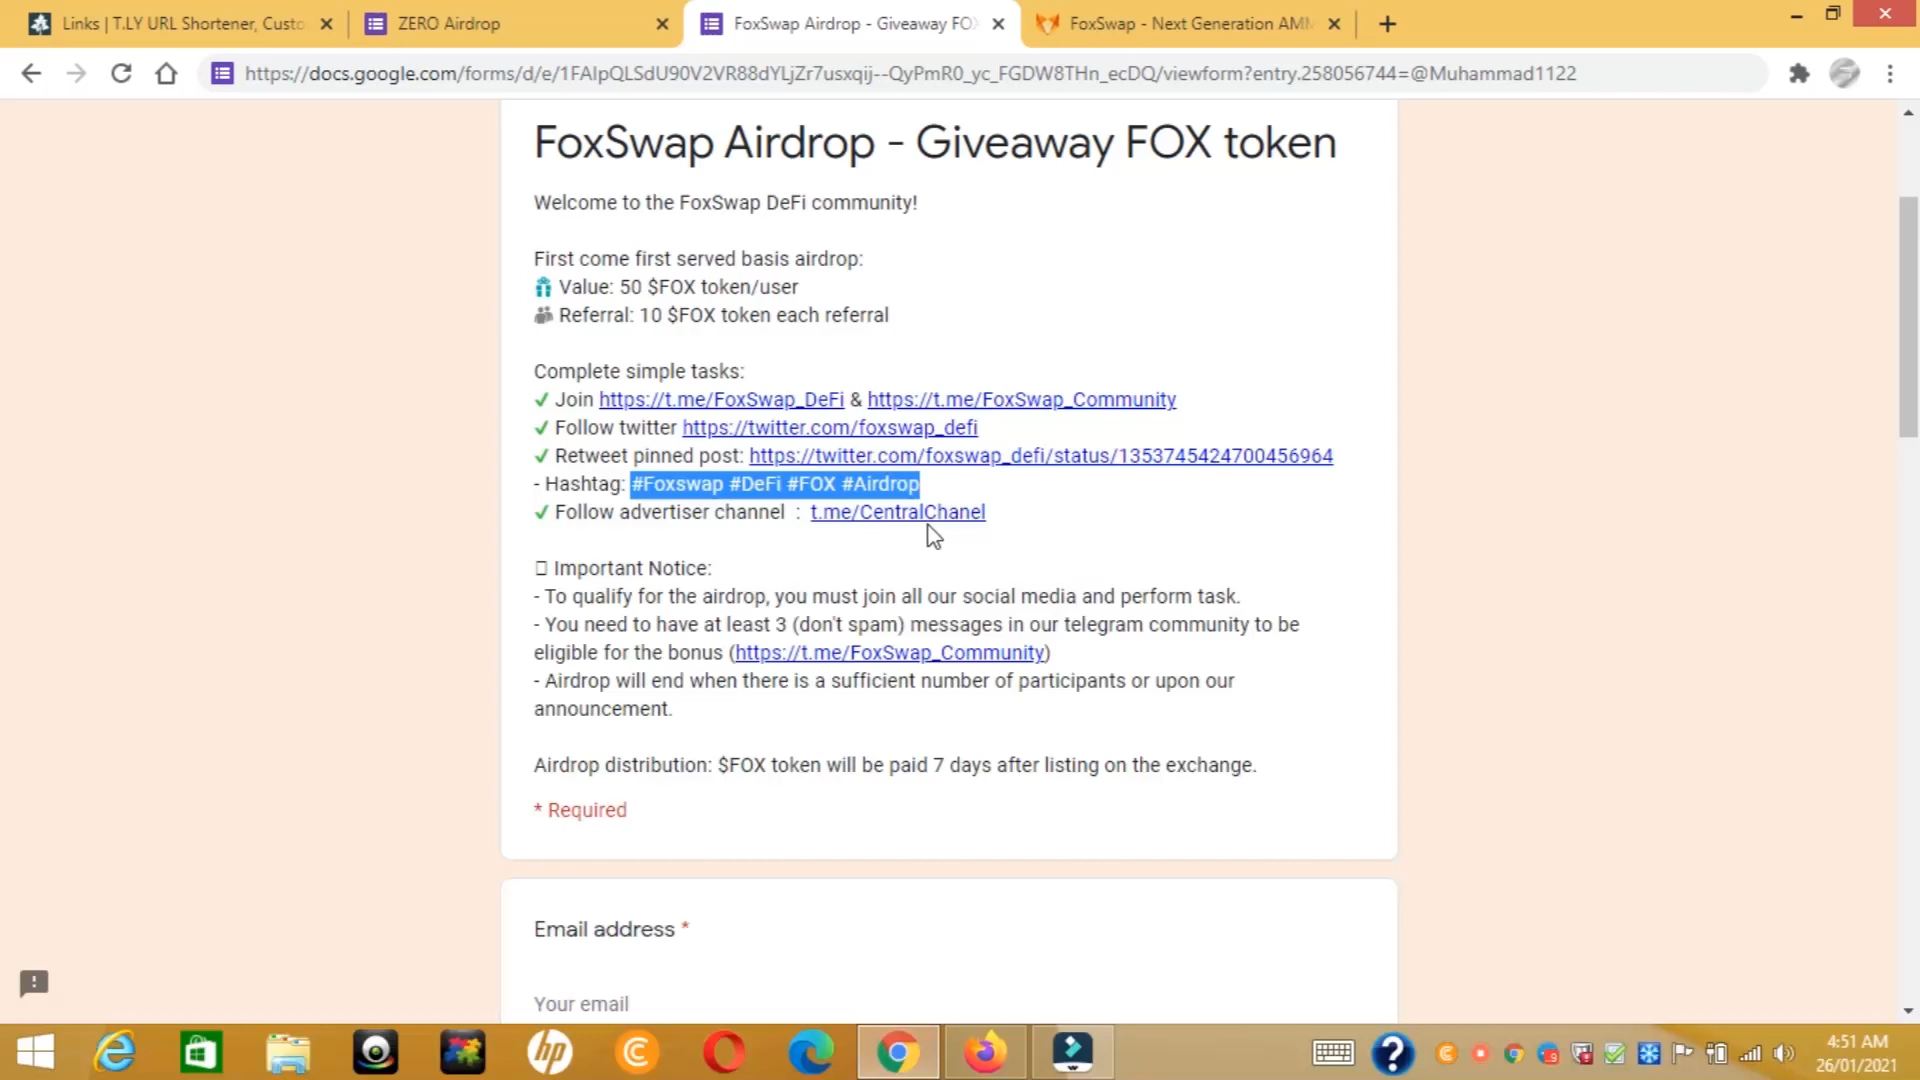 Links | T.LY URL Shortener, Custo
ZERO Airdrop
FoxSwap Airdrop - Giveaway FO
FoxSwap - Next Generation AM
https://docs.google.com/forms/d/e/1FAIpQLSdU90V2VR88dYLjZr7usxqij--QyPmR0_yc_FGDW8THn_ecDQ/viewform?entry.258056744=@Muhammad1122
FoxSwap Airdrop - Giveaway FOX token
Welcome to the FoxSwap DeFi community!
First come first served basis airdrop:
Value: 50 $FOX token/user
Referral: 10 $FOX token each referral
Complete simple tasks:
✓ Join https://t.me/FoxSwap_DeFi & https://t.me/FoxSwap_Community
✓ Follow twitter https://twitter.com/foxswap_defi
✓ Retweet pinned post: https://twitter.com/foxswap_defi/status/1353745424700456964
- Hashtag: #Foxswap #DeFi #FOX #Airdrop
✓ Follow advertiser channel : t.me/CentralChanel
Important Notice:
- To qualify for the airdrop, you must join all our social media and perform task.
- You need to have at least 3 (don't spam) messages in our telegram community to be
eligible for the bonus (https://t.me/FoxSwap_Community)
- Airdrop will end when there is a sufficient number of participants or upon our
announcement.
Airdrop distribution: $FOX token will be paid 7 days after listing on the exchange.
* Required
Email address *
Your email
4:51 AM
26/01/2021